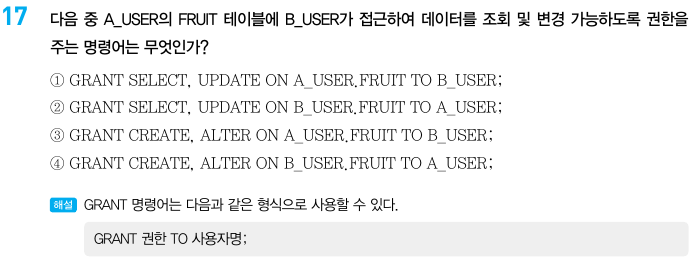 17 다음 중 A_USER의 FRUIT 테이블에 B_USER가 접근하여 데이터를 조회 및 변경 가능하도록 권한을
주는 명령어는 무엇인가?
① GRANT SELECT, UPDATE ON A_USER.FRUIT TO B_USER;
② GRANT SELECT, UPDATE ON B_USER.FRUIT TO A_USER;
③ GRANT CREATE, ALTER ON A_USER.FRUIT TO B_USER;
④ GRANT CREATE, ALTER ON B_USER.FRUIT TO A_USER;
해설 GRANT 명령어는 다음과 같은 형식으로 사용할 수 있다.
GRANT 권한 TO 사용자명;